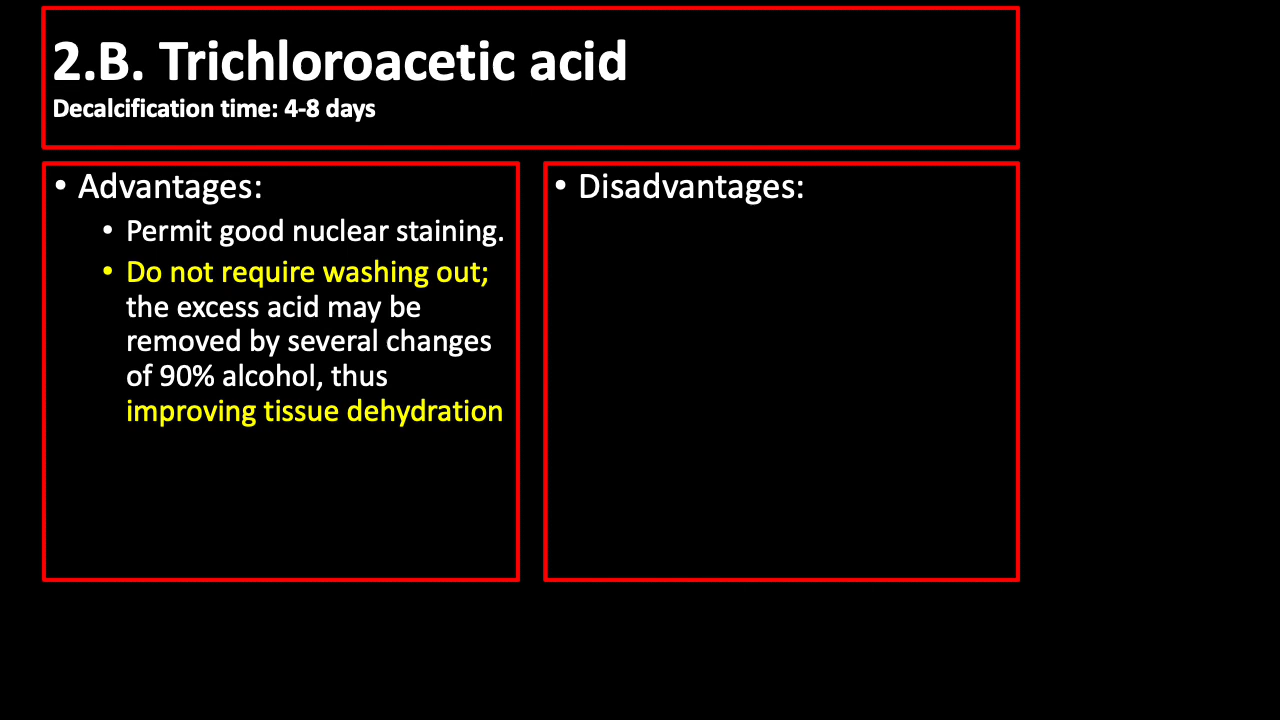 2.B. Trichloroacetic acid
Decalcification time: 4-8 days
• Advantages:
• Permit good nuclear staining.
• Do not require washing out;
the excess acid may be
removed by several changes
of 90% alcohol, thus
improving tissue dehydration
• Disadvantages: